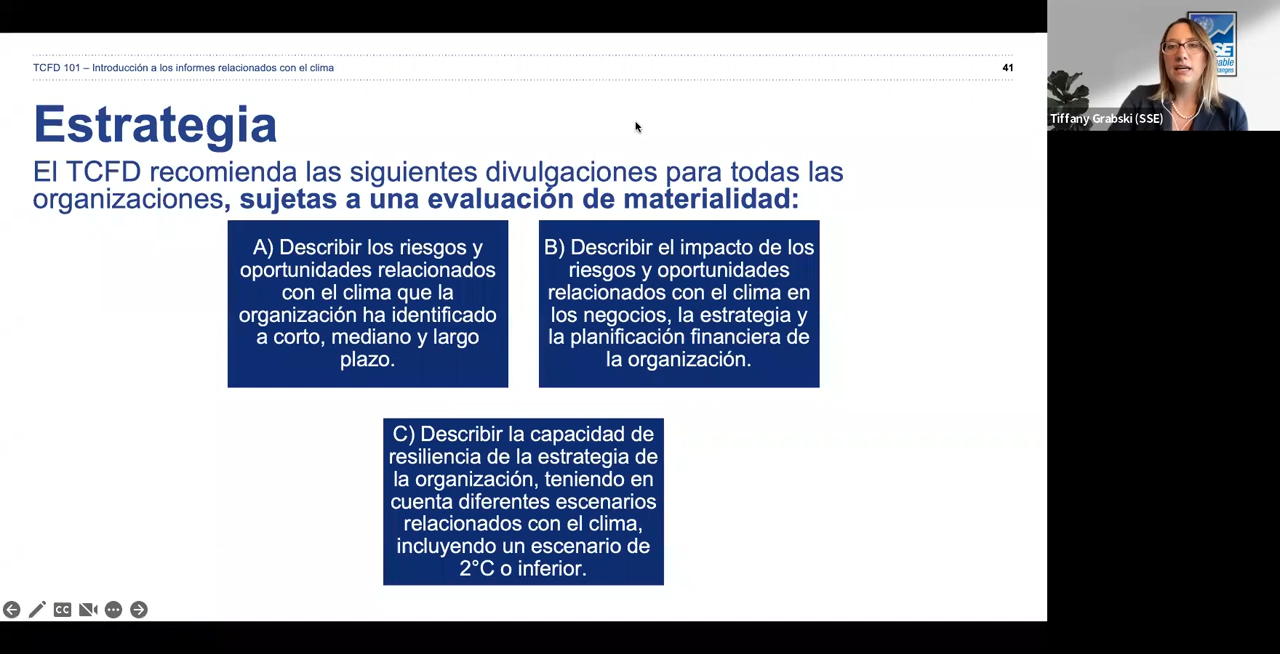 TCFD 101 – Introducción a los informes relacionados con el clima
41
Estrategia
El TCFD recomienda las siguientes divulgaciones para todas las
organizaciones, sujetas a una evaluación de materialidad:
A) Describir los riesgos y
oportunidades relacionados
con el clima que la
organización ha identificado
a corto, mediano y largo
plazo.
B) Describir el impacto de los
riesgos y oportunidades
relacionados con el clima en
los negocios, la estrategia y
la planificación financiera de
la organización.
C) Describir la capacidad de
resiliencia de la estrategia de
la organización, teniendo en
cuenta diferentes escenarios
relacionados con el clima,
incluyendo un escenario de
2°C o inferior.
CC
Tiffany Grabski (SSE)